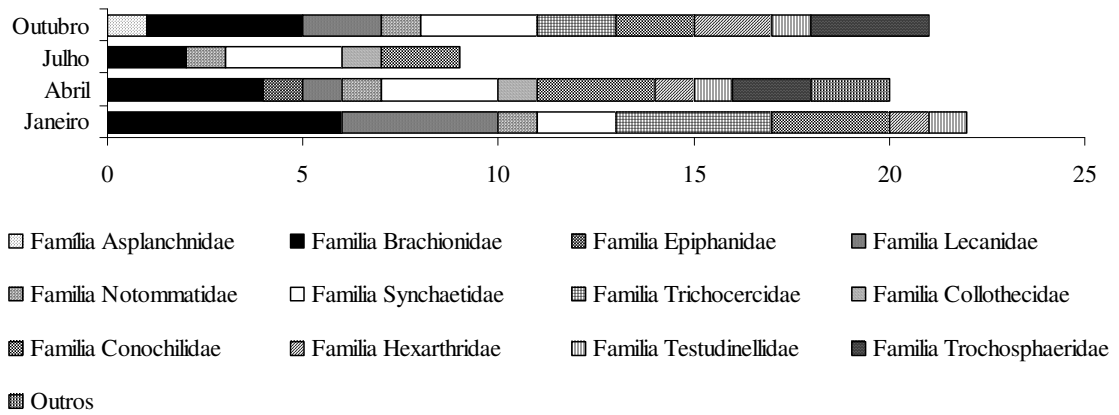 Outubro
Julho
Abril
Janeiro
0 5 10 15 20 25
Família Asplanchnidae Familia Brachionidae Familia Epiphanidae Familia Lecanidae
Familia Notommatidae Familia Synchaetidae Familia Trichocercidae Familia Collothecidae
Familia Conochilidae Familia Hexarthridae Familia Testudinellidae Familia Trochosphaeridae
Outros